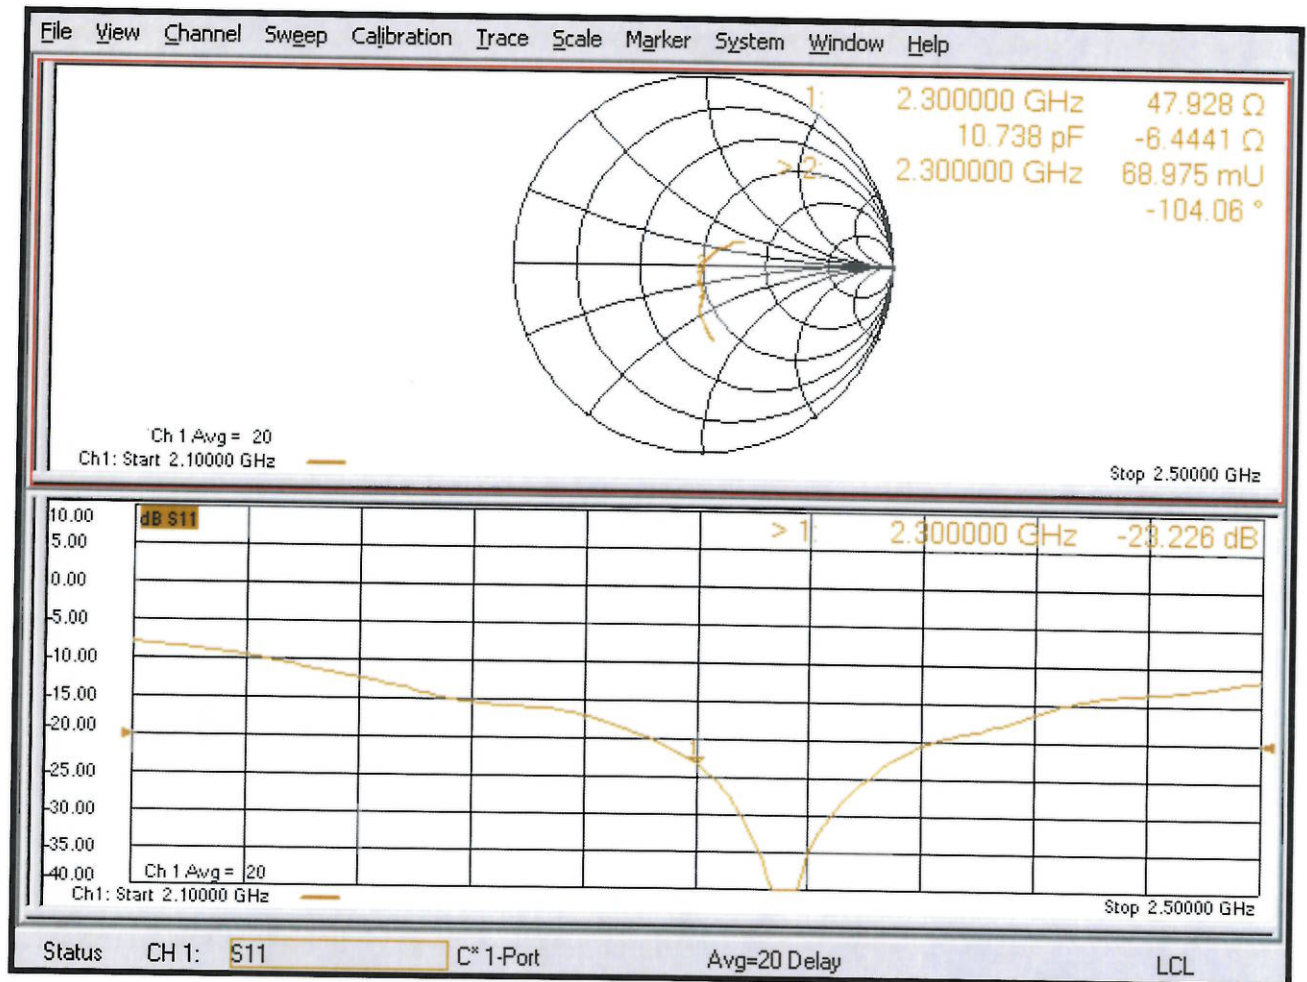 File View Channel Sweep Calibration Trace Scale Marker System Window Help
1: 2.300000 GHz 47.928 Ω
10.738 pF -6.4441 Ω
> 2: 2.300000 GHz 68.975 mU
-104.06 °
Ch 1 Avg = 20
Ch1: Start 2.10000 GHz
Stop 2.50000 GHz
10.00
dB S11
> 1: 2.300000 GHz -23.226 dB
5.00
0.00
-5.00
-10.00
-15.00
-20.00
1
-25.00
-30.00
-35.00
-40.00
Ch 1 Avg = 20
Ch1: Start 2.10000 GHz
Stop 2.50000 GHz
Status CH 1: S11 C* 1-Port Avg=20 Delay LCL